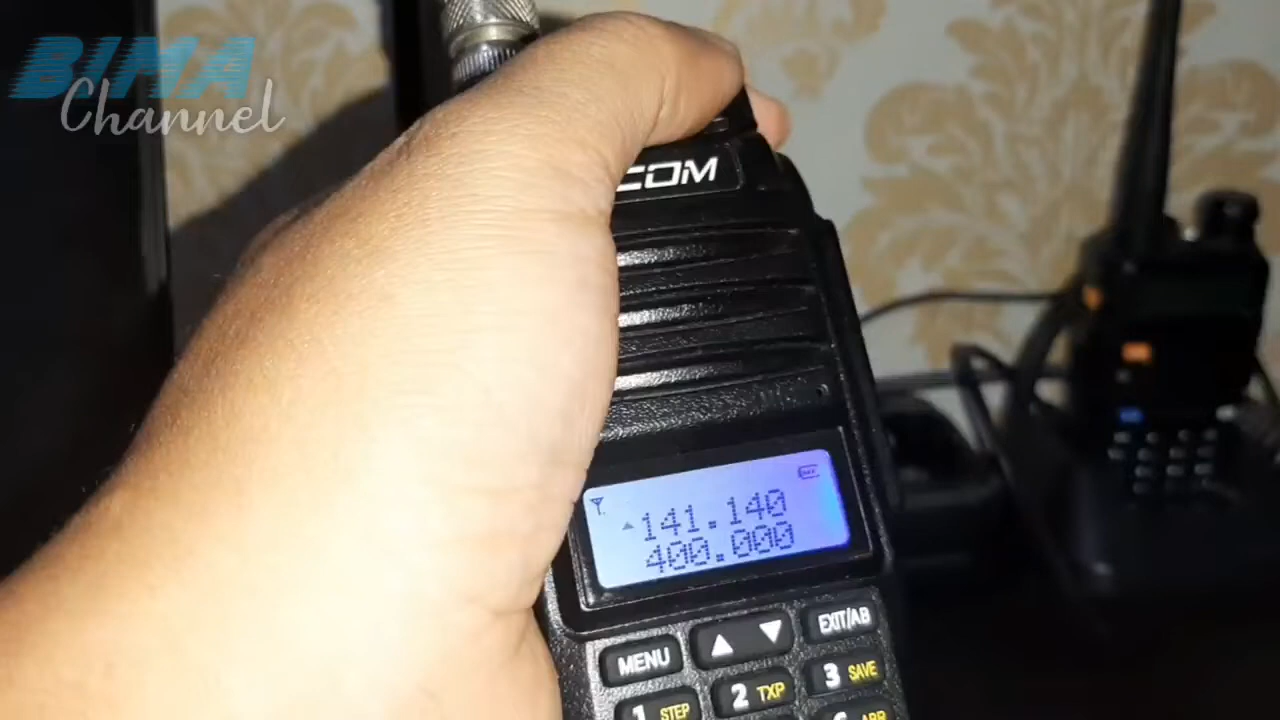 BIMA
Channel
COM
141.140
400.000
MENU
EXIT/AB
1 STEP
2 TXP
3 SAVE